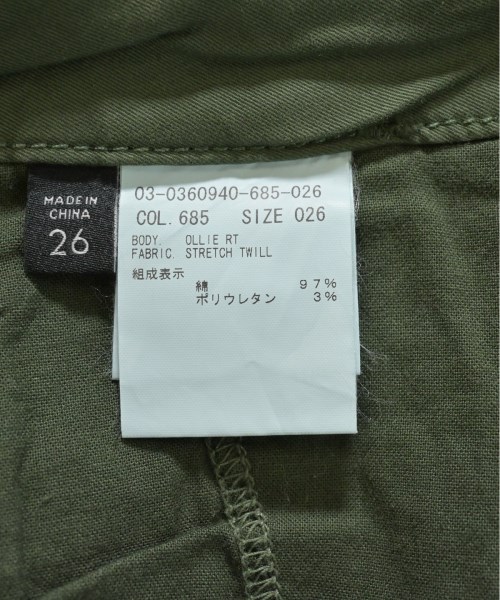 MADE IN
CHINA
26
03-0360940-685-026
COL. 685 SIZE 026
BODY. OLLIE RT
FABRIC. STRETCH TWILL
組成表示
綿 97%
ポリウレタン 3%